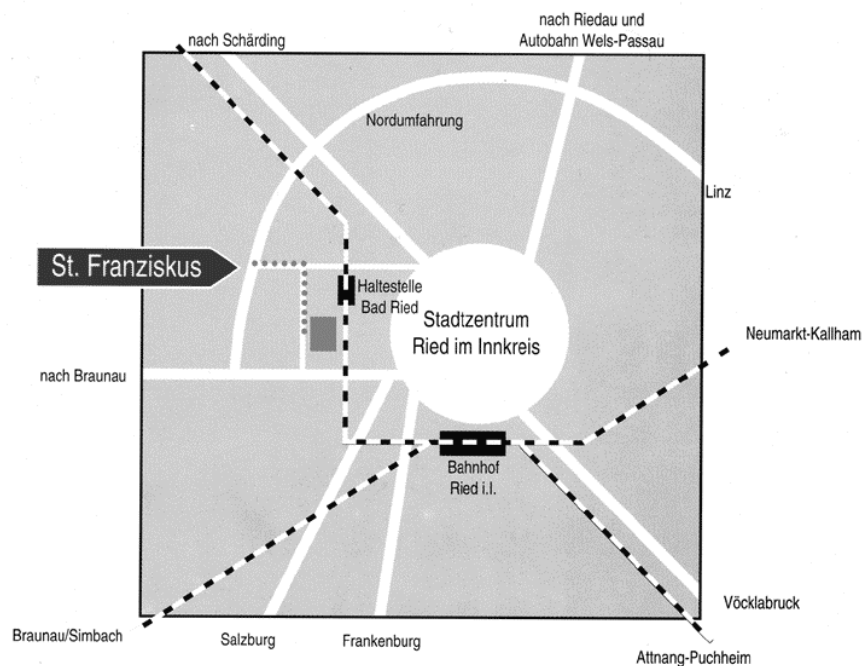 nach Riedau und
Autobahn Wels-Passau
nach Schärding
Nordumfahrung
Linz
St. Franziskus
Haltestelle
Bad Ried
Stadtzentrum
Ried im Innkreis
Neumarkt-Kallham
nach Braunau
Bahnhof
Ried i.I.
Vöcklabruck
Braunau/Simbach
Salzburg
Frankenburg
Attnang-Puchheim